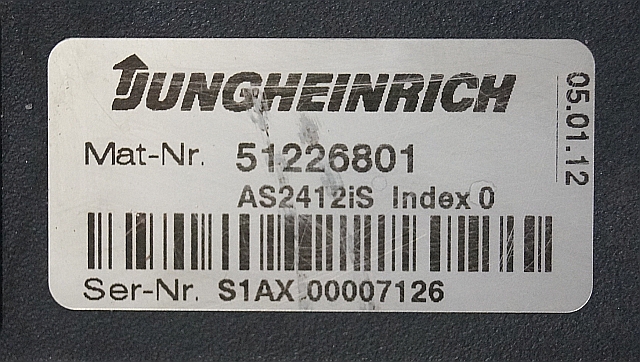 JUNGHEINRICH
Mat-Nr. 51226801
AS2412iS Index 0
Ser-Nr. S1AX 00007126
05.01.12